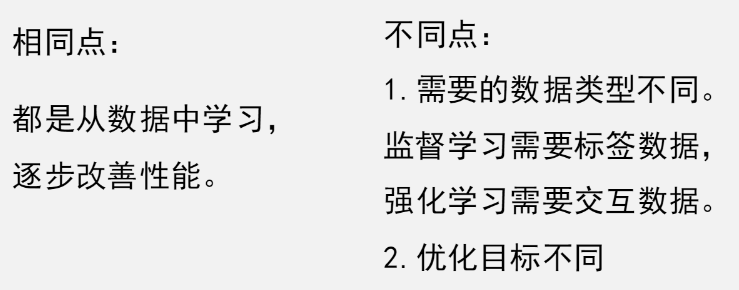 相同点：
都是从数据中学习，
逐步改善性能。
不同点：
1.需要的数据类型不同。
监督学习需要标签数据，
强化学习需要交互数据。
2.优化目标不同